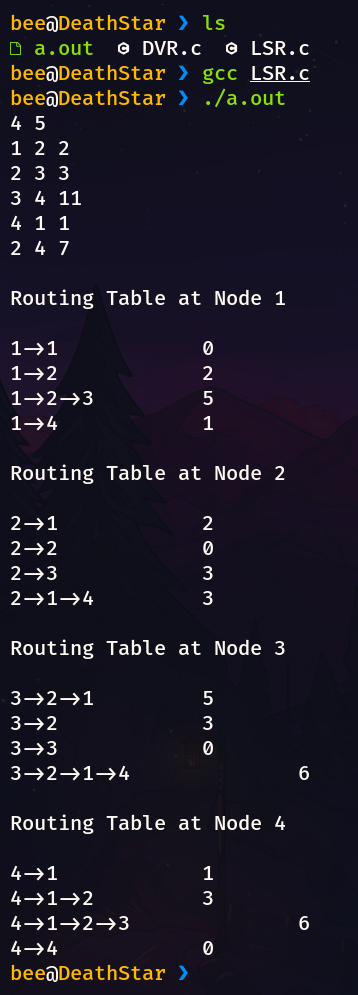 bee@DeathStar ❯ ls
a.out  DVR.c  LSR.c
bee@DeathStar ❯ gcc LSR.c
bee@DeathStar ❯ ./a.out
4 5
1 2 2
2 3 3
3 4 11
4 1 1
2 4 7
Routing Table at Node 1
1->1            0
1->2            2
1->2->3         5
1->4            1
Routing Table at Node 2
2->1            2
2->2            0
2->3            3
2->1->4         3
Routing Table at Node 3
3->2->1         5
3->2            3
3->3            0
3->2->1->4              6
Routing Table at Node 4
4->1            1
4->1->2         3
4->1->2->3              6
4->4            0
bee@DeathStar ❯